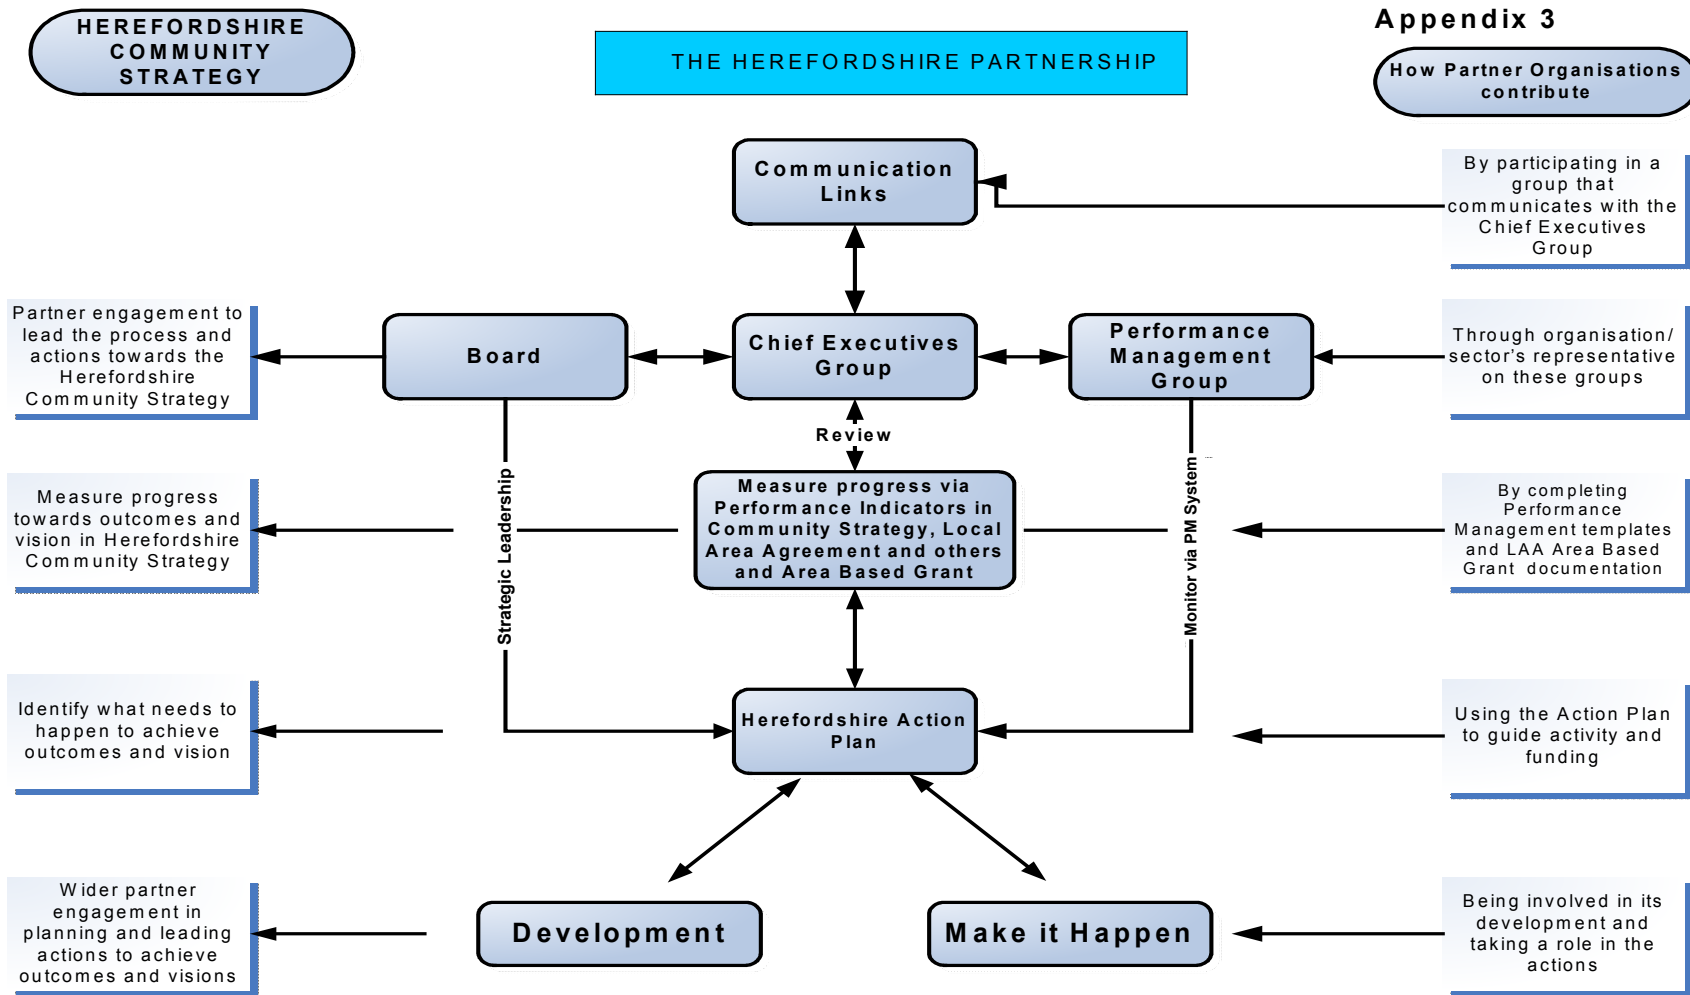 Appendix 3
HEREFORDSHIRE
COMMUNITY
STRATEGY
THE HEREFORDSHIRE PARTNERSHIP
How Partner Organisations
contribute
Communication
Links
By participating in a
group that
communicates with the
Chief Executives
Group
Partner engagement to
lead the process and
actions towards the
Herefordshire
Community Strategy
Board
Chief Executives
Group
Performance
Management
Group
Through organisation/
sector's representative
on these groups
Review
Strategic Leadership
Monitor via PM System
Measure progress
towards outcomes and
vision in Herefordshire
Community Strategy
Measure progress via
Performance Indicators in
Community Strategy, Local
Area Agreement and others
and Area Based Grant
By completing
Performance
Management templates
and LAA Area Based
Grant documentation
Identify what needs to
happen to achieve
outcomes and vision
Herefordshire Action
Plan
Using the Action Plan
to guide activity and
funding
Wider partner
engagement in
planning and leading
actions to achieve
outcomes and visions
Development
Make it Happen
Being involved in its
development and
taking a role in the
actions